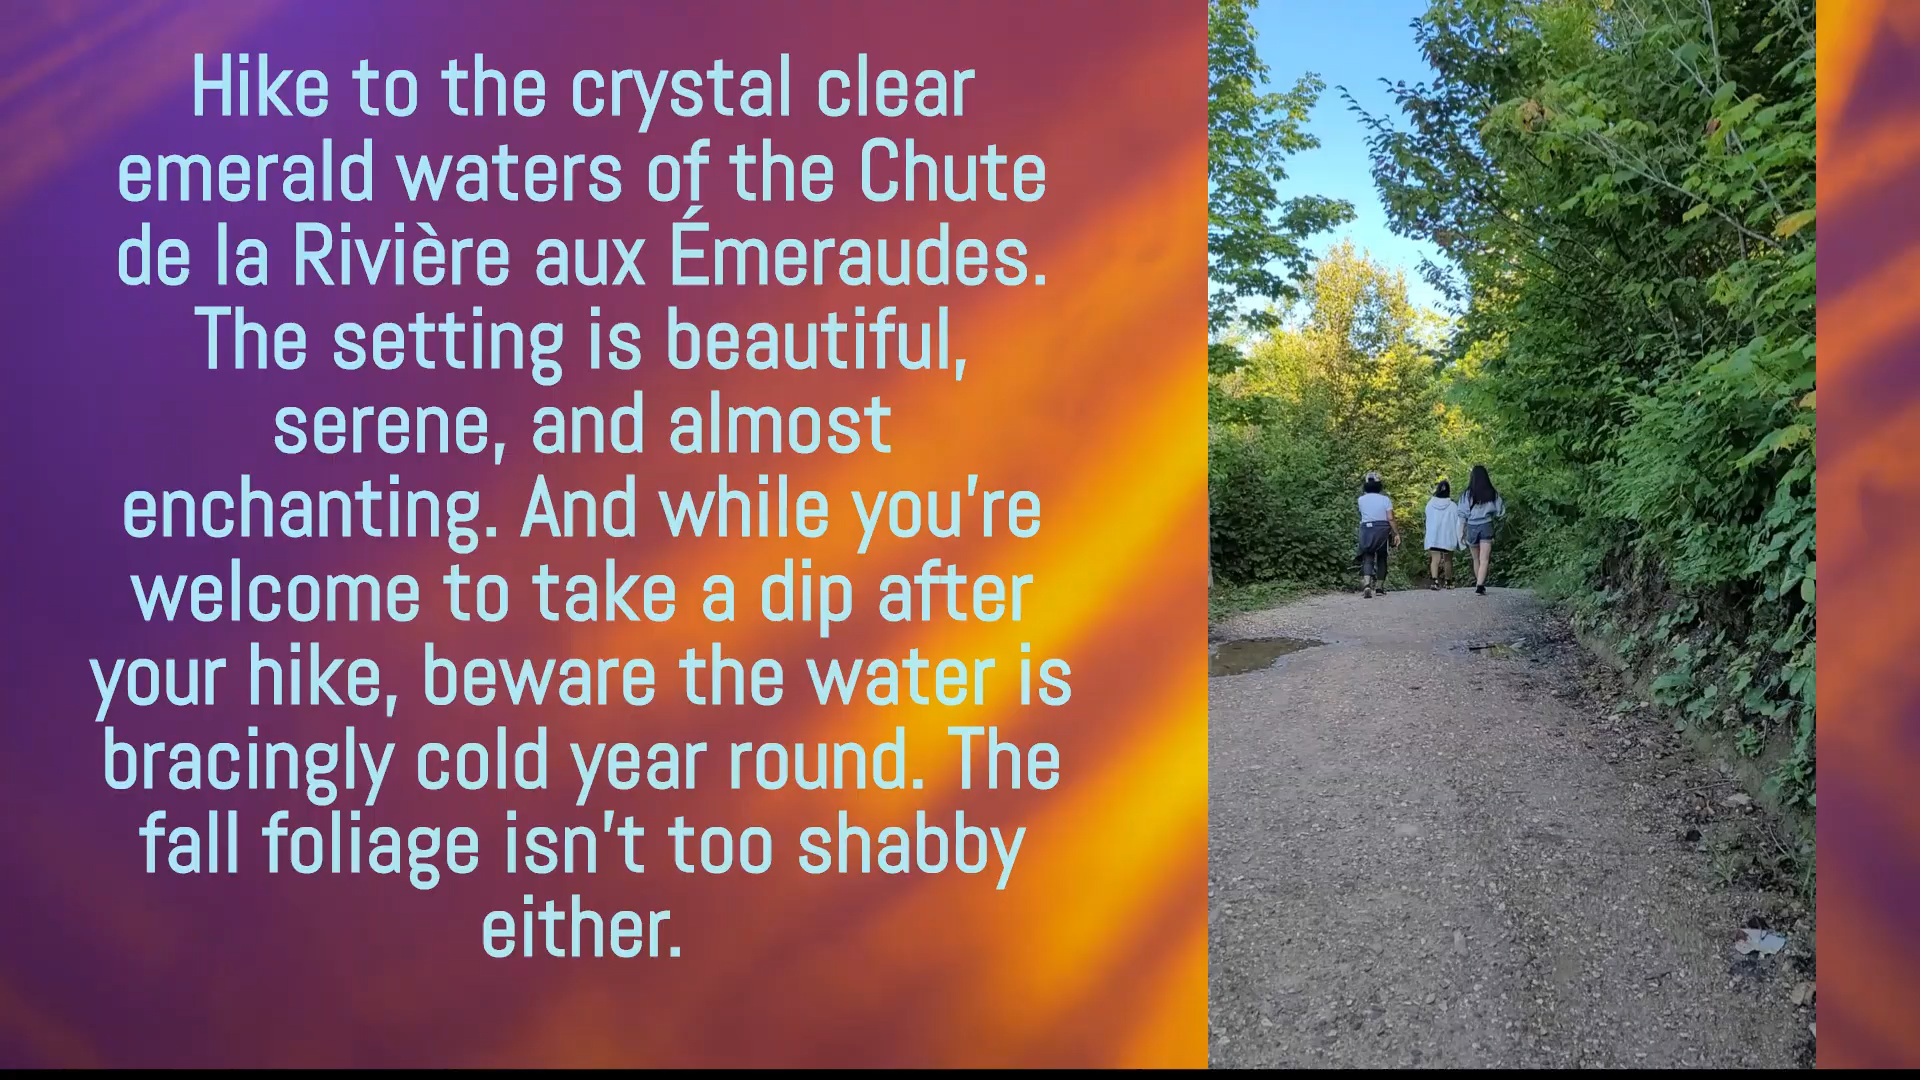 Hike to the crystal clear
emerald waters of the Chute
de la Rivière aux Émeraudes.
The setting is beautiful,
serene, and almost
enchanting. And while you're
welcome to take a dip after
your hike, beware the water is
bracingly cold year round. The
fall foliage isn't too shabby
either.